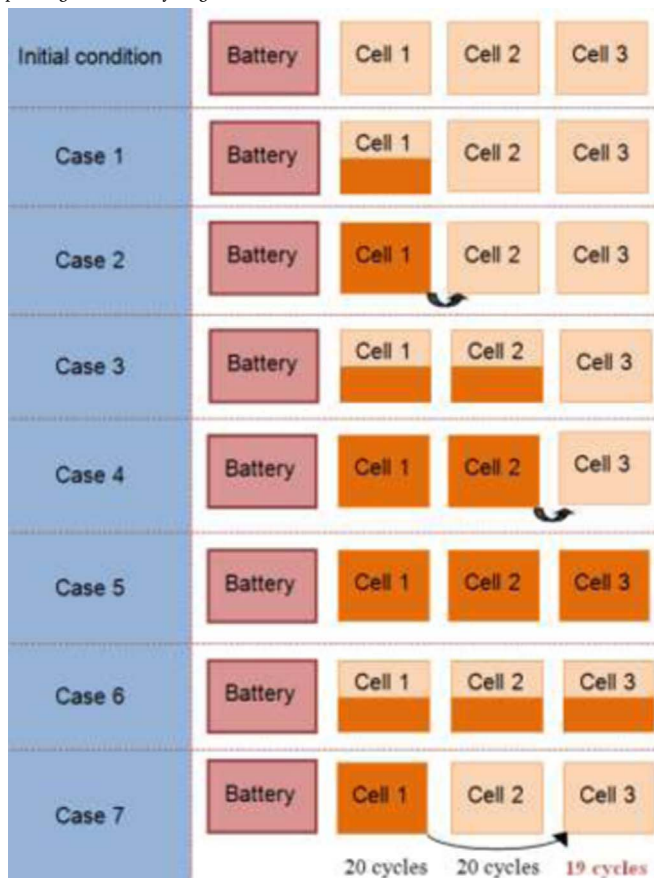 Initial condition Battery Cell 1 Cell 2 Cell 3
Case 1 Battery Cell 1 Cell 2 Cell 3
Case 2 Battery Cell 1 Cell 2 Cell 3
Case 3 Battery Cell 1 Cell 2 Cell 3
Case 4 Battery Cell 1 Cell 2 Cell 3
Case 5 Battery Cell 1 Cell 2 Cell 3
Case 6 Battery Cell 1 Cell 2 Cell 3
Case 7 Battery Cell 1 Cell 2 Cell 3
20 cycles 20 cycles 19 cycles